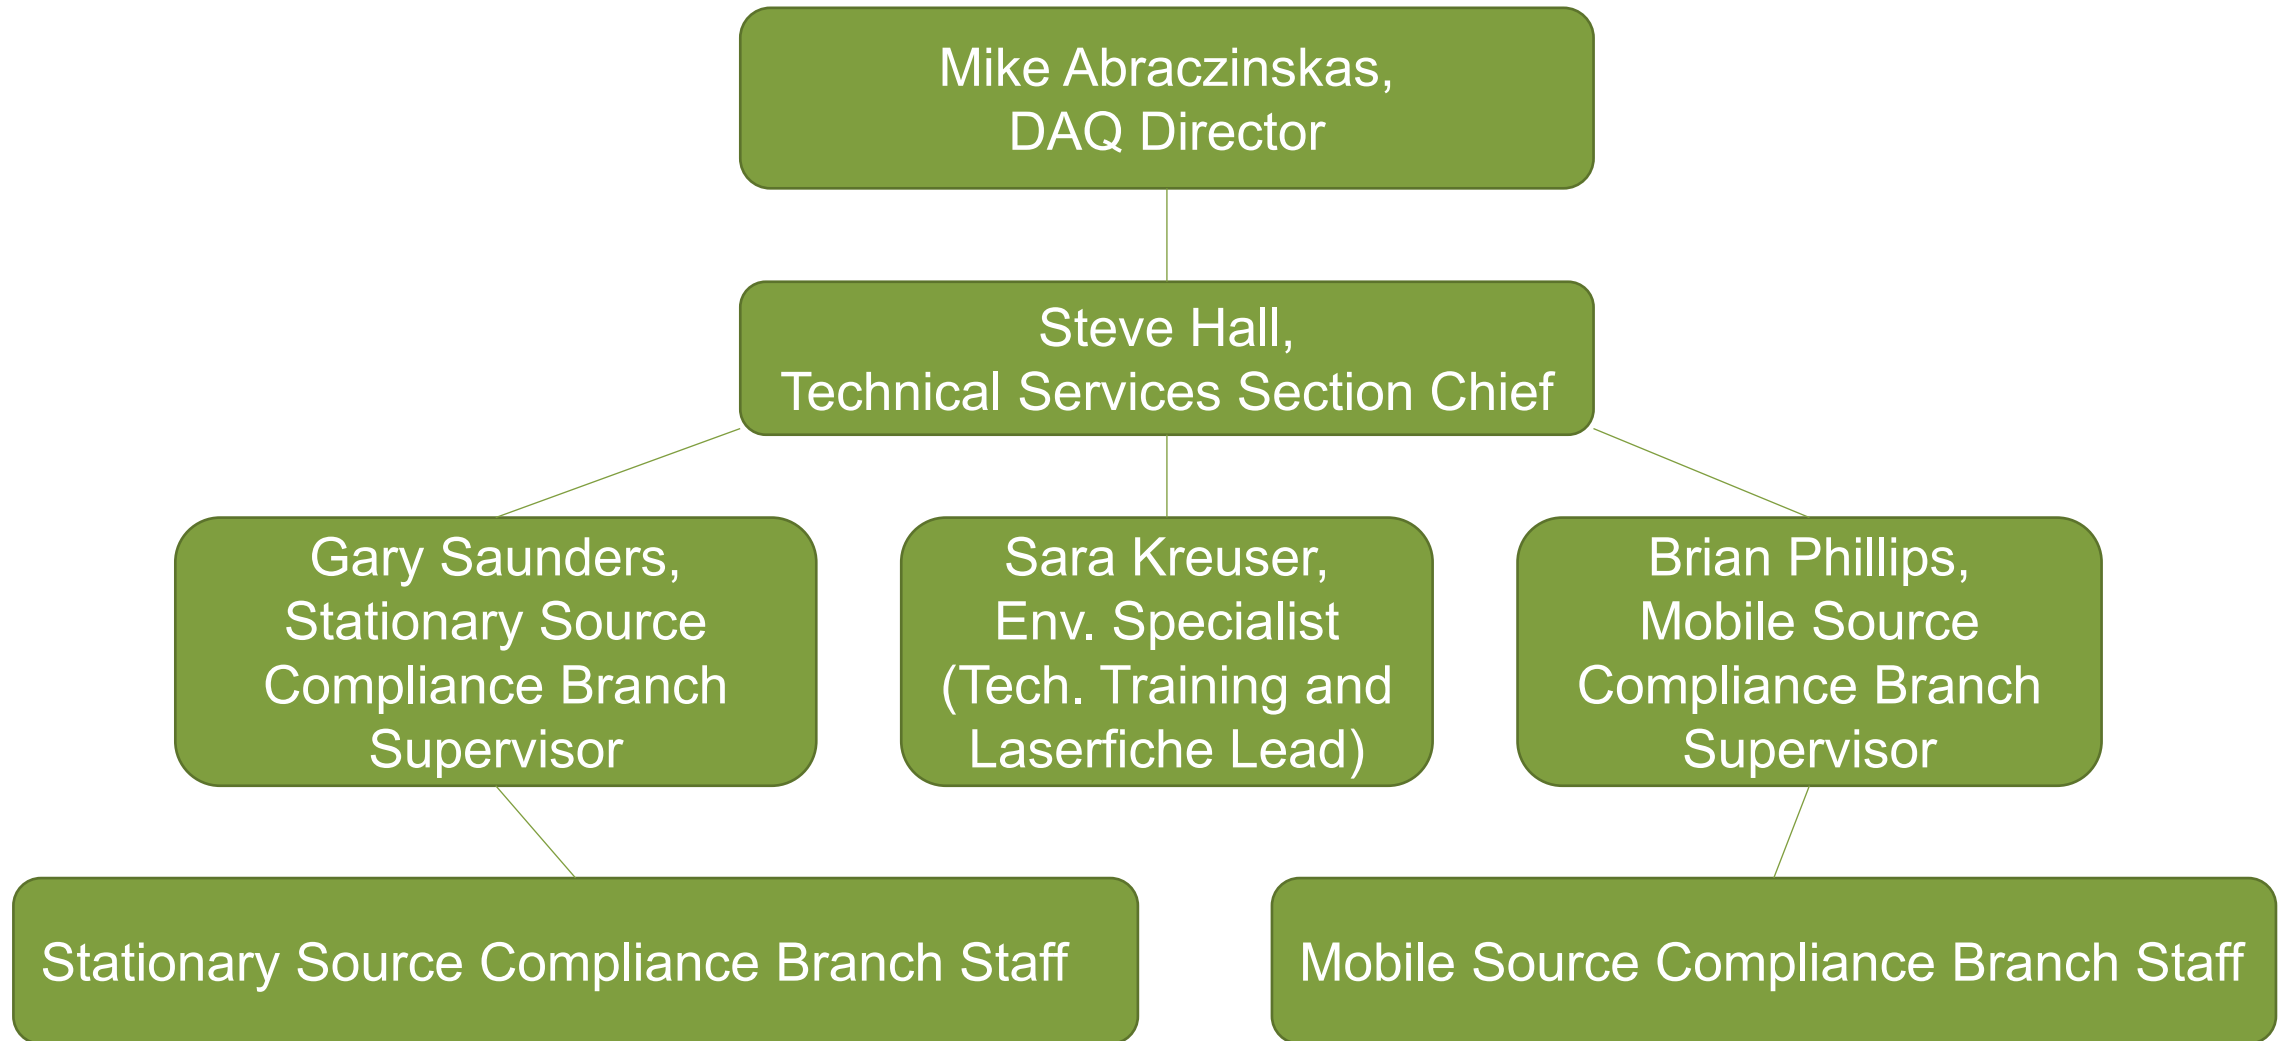 Mike Abraczinskas,
DAQ Director
Steve Hall,
Technical Services Section Chief
Gary Saunders,
Stationary Source
Compliance Branch
Supervisor
Sara Kreuser,
Env. Specialist
(Tech. Training and
Laserfiche Lead)
Brian Phillips,
Mobile Source
Compliance Branch
Supervisor
Stationary Source Compliance Branch Staff
Mobile Source Compliance Branch Staff